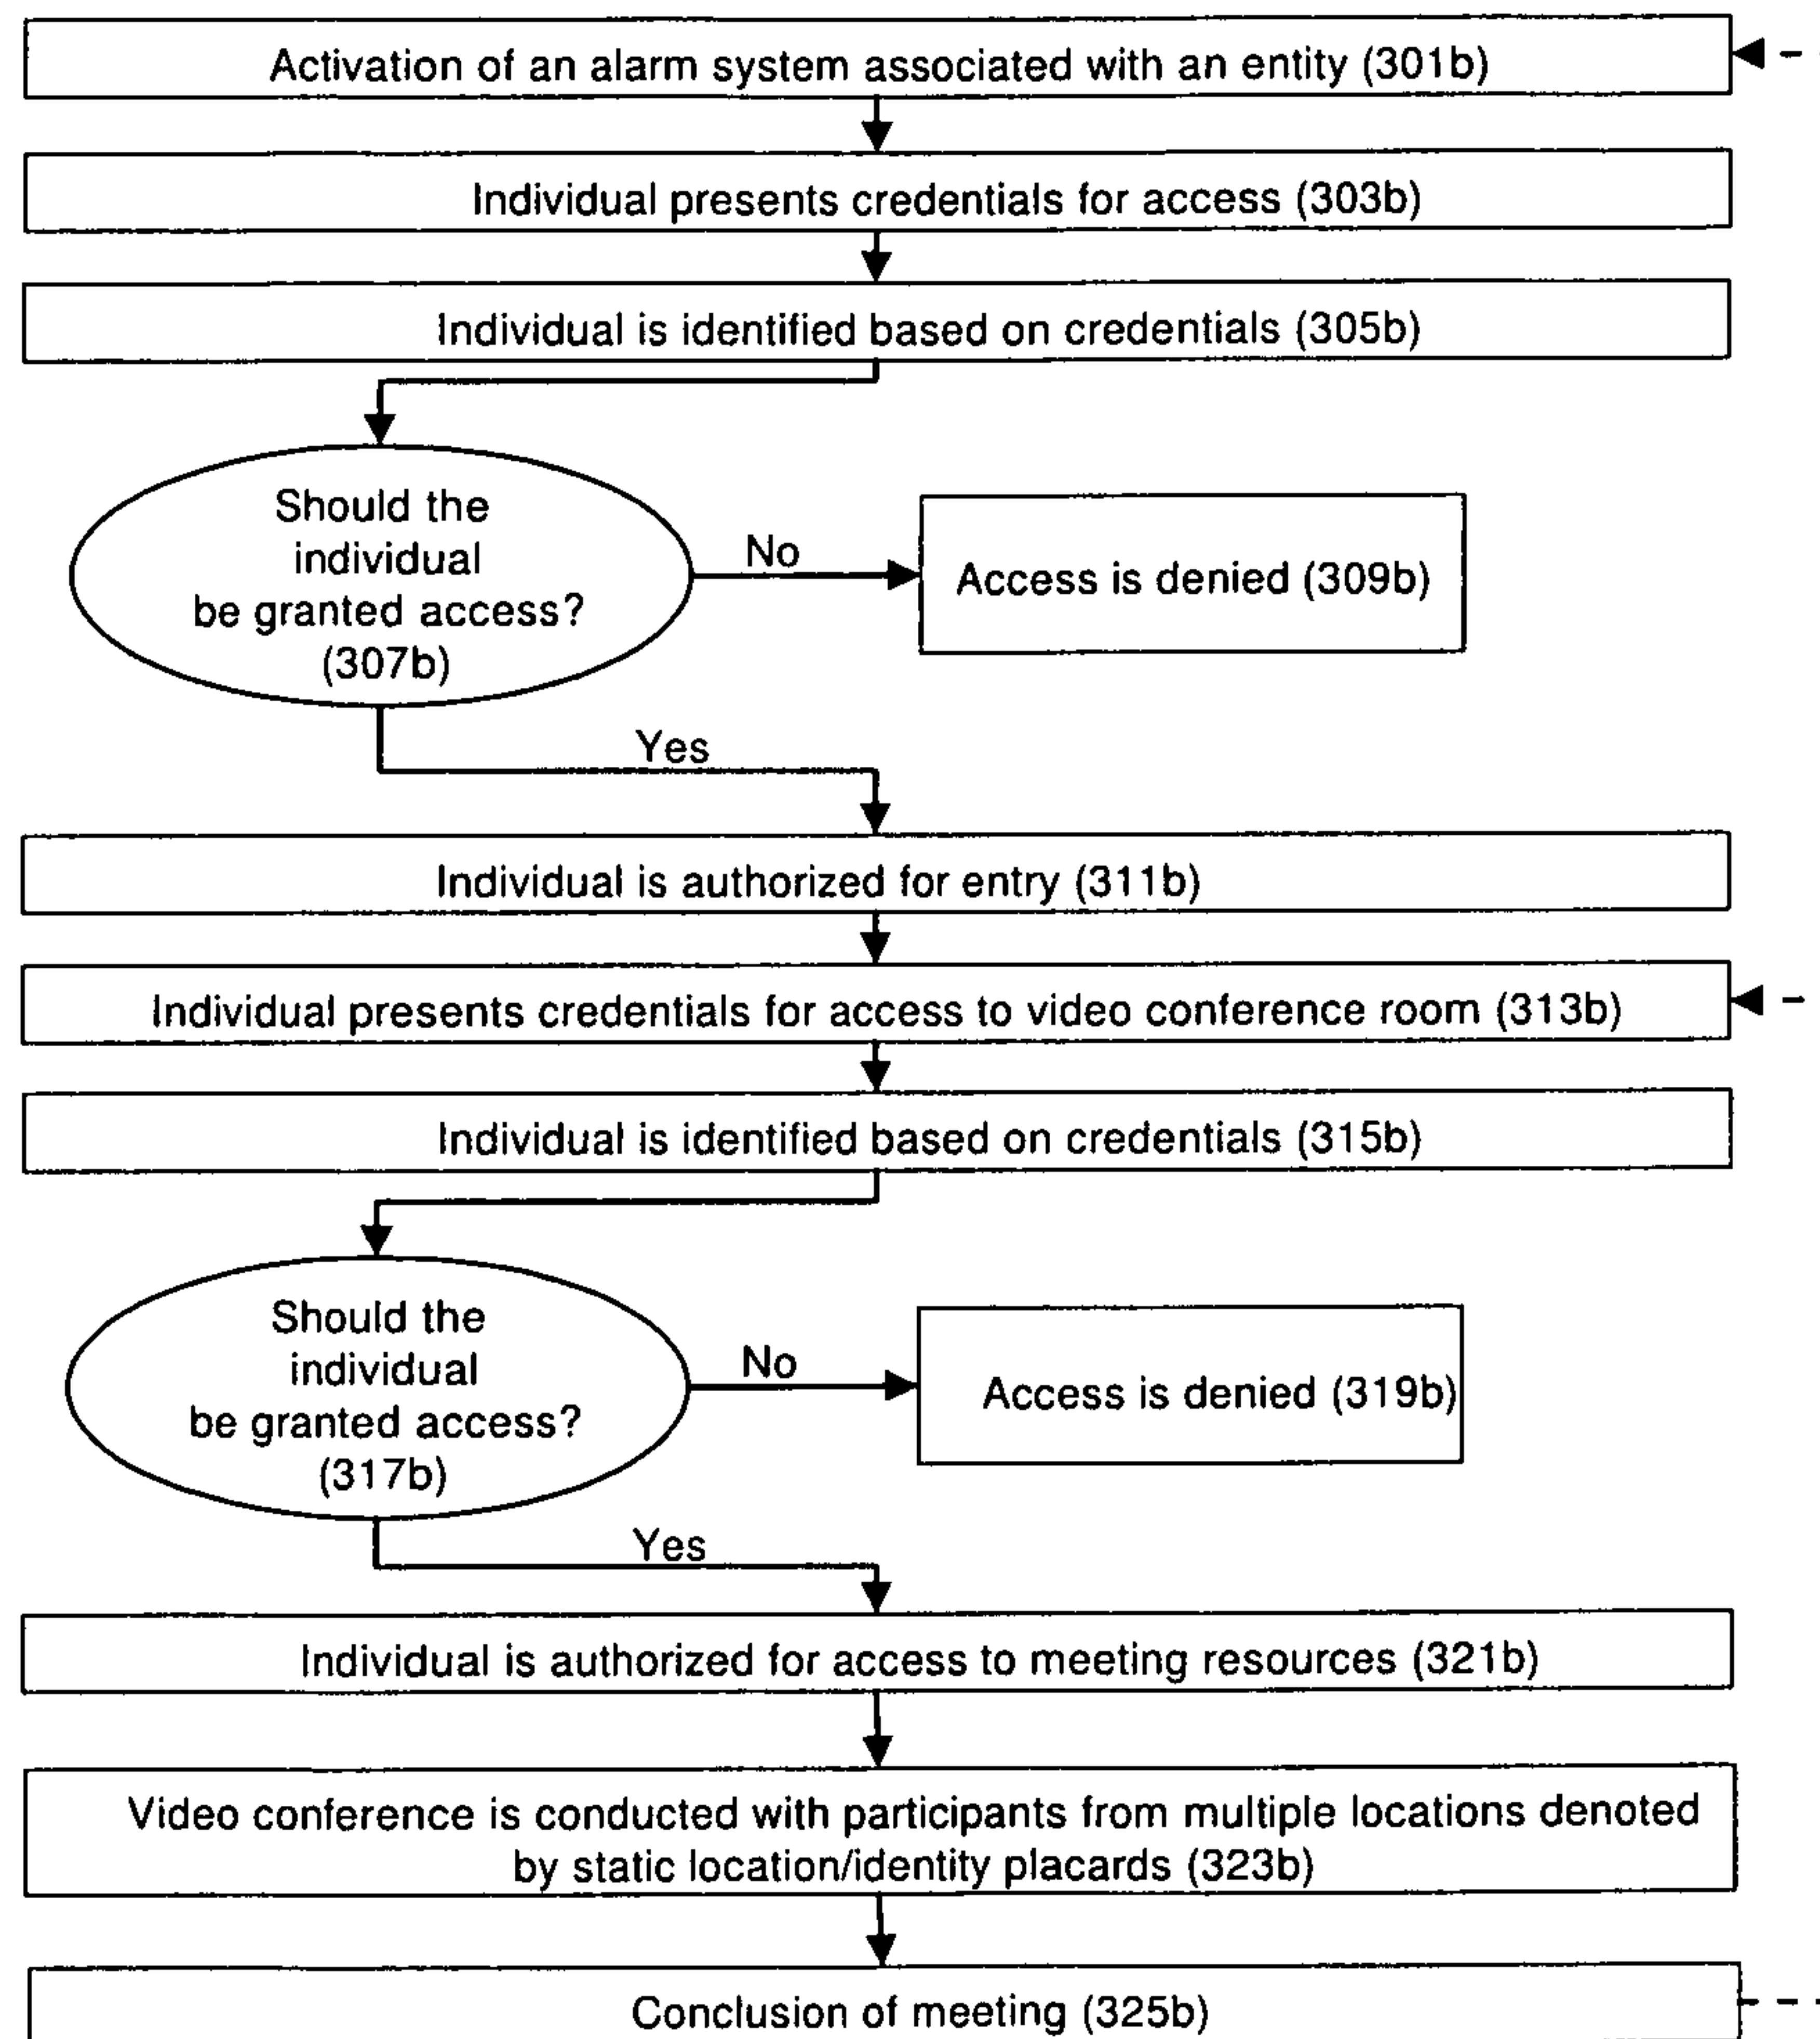 Activation of an alarm system associated with an entity (301b)
Individual presents credentials for access (303b)
Individual is identified based on credentials (305b)
Should the
individual
be granted access?
(307b)
No
Access is denied (309b)
Yes
Individual is authorized for entry (311b)
Individual presents credentials for access to video conference room (313b)
Individual is identified based on credentials (315b)
Should the
individual
be granted access?
(317b)
No
Access is denied (319b)
Yes
Individual is authorized for access to meeting resources (321b)
Video conference is conducted with participants from multiple locations denoted
by static location/identity placards (323b)
Conclusion of meeting (325b)